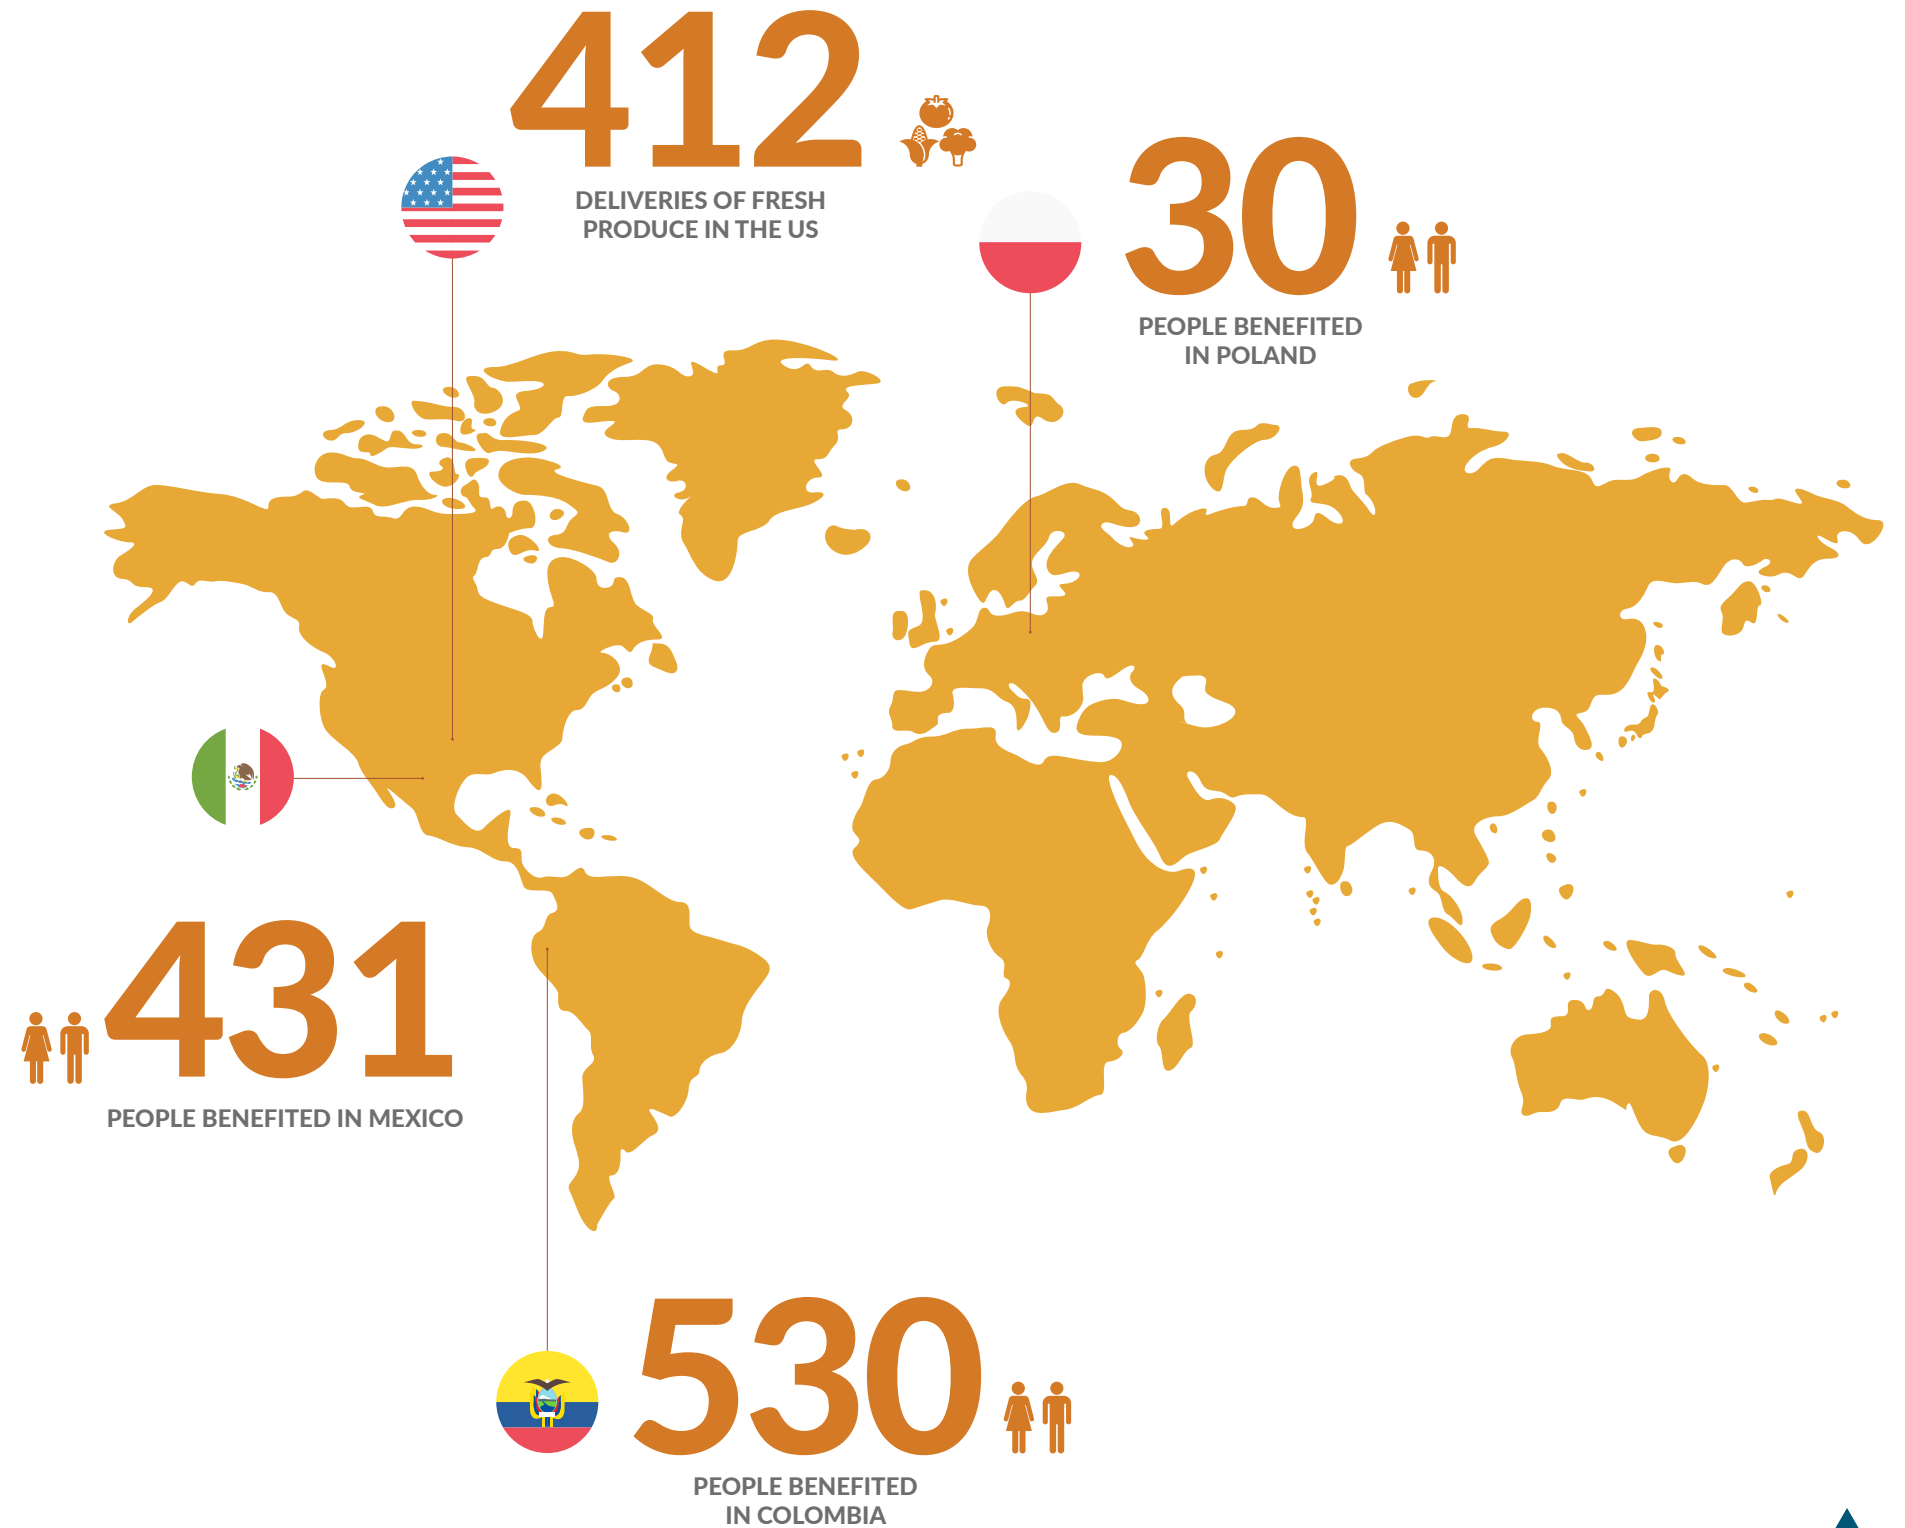 412
DELIVERIES OF FRESH
PRODUCE IN THE US
30
PEOPLE BENEFITED
IN POLAND
431
PEOPLE BENEFITED IN MEXICO
530
PEOPLE BENEFITED
IN COLOMBIA